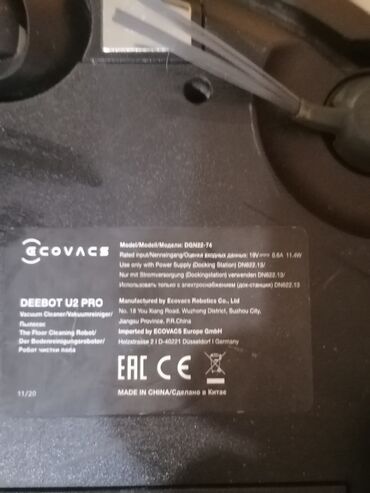 ECOVACS
Model/Modell/Модели: DGN22-74
Rated input/Nenneingang/Оценка входных данных: 19V⎓ 0.6A 11.4W
Use only with Power Supply (Docking Station) DN622.13/
Nur mit Stromversorgung (Dockingstation) verwenden DN622.13/
Использовать только с электроснабжением (док-станция) DN622.13
DEEBOT U2 PRO
Vacuum Cleaner/Vakuumreiniger/
Пылесос
The Floor Cleaning Robot/
Der Bodenreinigungsroboter/
Робот чистки пола
Manufactured by Ecovacs Robotics Co., Ltd
No. 18 You Xiang Road, Wuzhong District, Suzhou City,
Jiangsu Province, P.R.China
Imported by ECOVACS Europe GmbH
Holzstrasse 2 I D-40221 Düsseldorf I Germany
EAC CE
11/20
MADE IN CHINA/Сделано в Китае